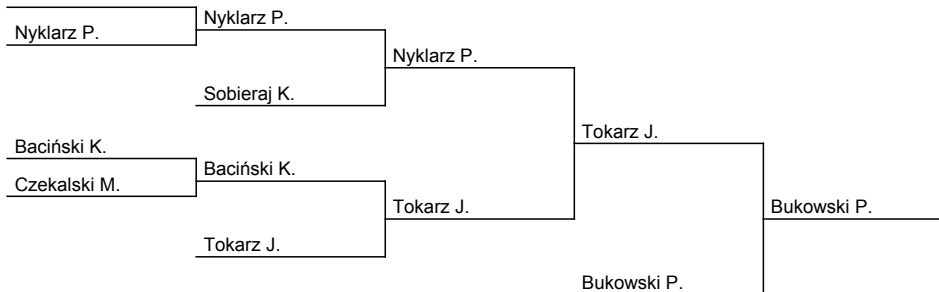 Nyklarz P.
Nyklarz P.
Nyklarz P.
Sobieraj K.
Tokarz J.
Baciński K.
Baciński K.
Czekalski M.
Tokarz J.
Bukowski P.
Tokarz J.
Bukowski P.